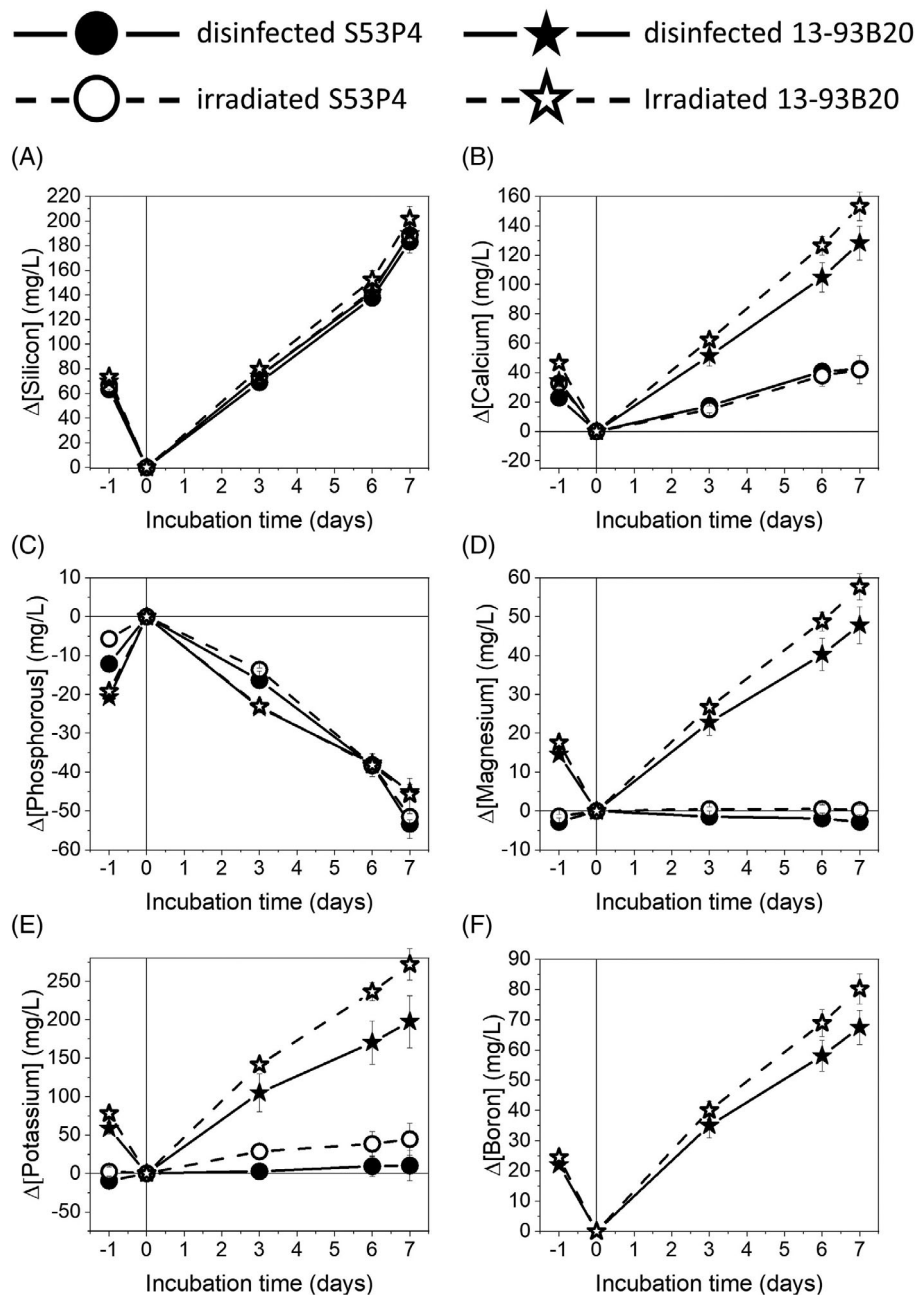 disinfected S53P4
disinfected 13-93B20
irradiated S53P4
Irradiated 13-93B20
(A)
220
200
180
160
140
120
100
80
60
40
20
0
Δ[Silicon] (mg/L)
-1 0 1 2 3 4 5 6 7
Incubation time (days)
(B)
160
140
120
100
80
60
40
20
0
-20
Δ[Calcium] (mg/L)
-1 0 1 2 3 4 5 6 7
Incubation time (days)
(C)
10
0
-10
-20
-30
-40
-50
-60
Δ[Phosphorous] (mg/L)
-1 0 1 2 3 4 5 6 7
Incubation time (days)
(D)
60
50
40
30
20
10
0
-10
Δ[Magnesium] (mg/L)
-1 0 1 2 3 4 5 6 7
Incubation time (days)
(E)
250
200
150
100
50
0
-50
Δ[Potassium] (mg/L)
-1 0 1 2 3 4 5 6 7
Incubation time (days)
(F)
90
80
70
60
50
40
30
20
10
0
Δ[Boron] (mg/L)
-1 0 1 2 3 4 5 6 7
Incubation time (days)